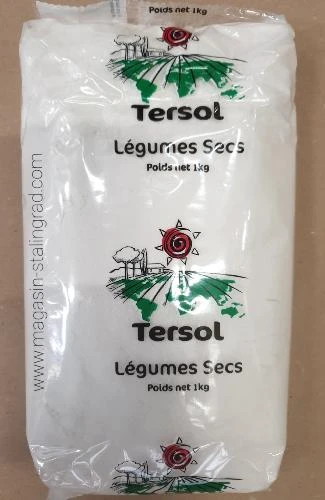 Poids net 1kg
Tersol
Légumes Secs
Poids net 1kg
Tersol
Légumes Secs
Poids net 1kg
www.magasin-stalingrad.com